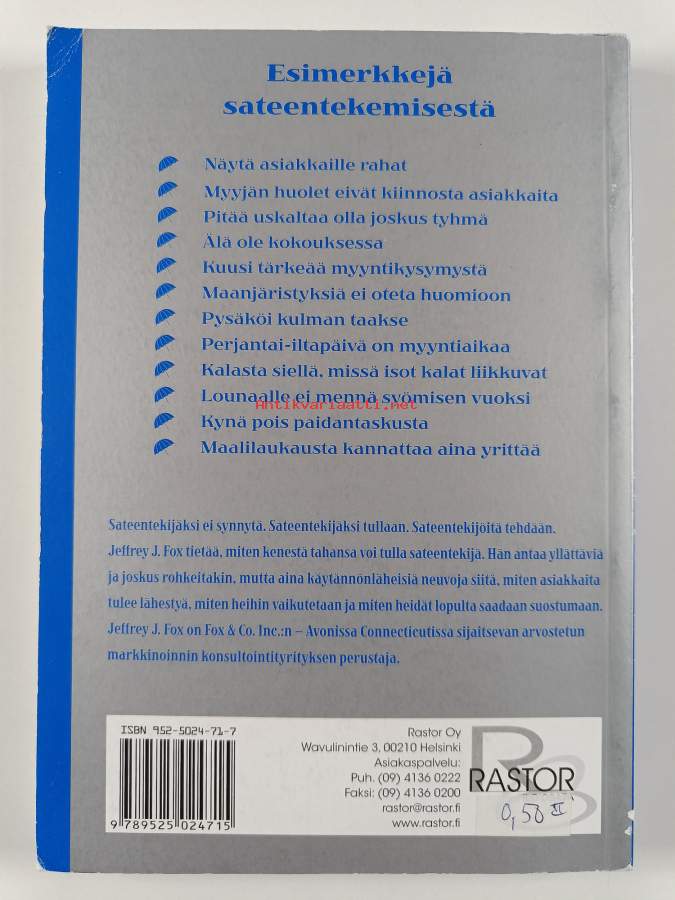 Esimerkkejä
sateentekemisestä
Näytä asiakkaille rahat
Myyjän huolet eivät kiinnosta asiakkaita
Pitää uskaltaa olla joskus tyhmä
Älä ole kokouksessa
Kuusi tärkeää myyntikysymystä
Maanjäristyksiä ei oteta huomioon
Pysäköi kulman taakse
Perjantai-iltapäivä on myyntiaikaa
Kalasta siellä, missä isot kalat liikkuvat
Lounaalle ei mennä syömisen vuoksi
Antikvariaatti.net
Kynä pois paidantaskusta
Maalilaukausta kannattaa aina yrittää
Sateentekijäksi ei synnytä. Sateentekijäksi tullaan. Sateentekijöitä tehdään.
Jeffrey J. Fox tietää, miten kenestä tahansa voi tulla sateentekijä. Hän antaa yllättäviä
ja joskus rohkeitakin, mutta aina käytännönläheisiä neuvoja siitä, miten asiakkaita
tulee lähestyä, miten heihin vaikutetaan ja miten heidät lopulta saadaan suostumaan.
Jeffrey J. Fox on Fox & Co. Inc.:n – Avonissa Connecticutissa sijaitsevan arvostetun
markkinoinnin konsultointiyrityksen perustaja.
ISBN 952-5024-71-7
9 789525 024715
Rastor Oy
Wavulinintie 3, 00210 Helsinki
Asiakaspalvelu:
Puh. (09) 4136 0222
Faksi: (09) 4136 0200
rastor@rastor.fi
www.rastor.fi
RASTOR
0,50 II